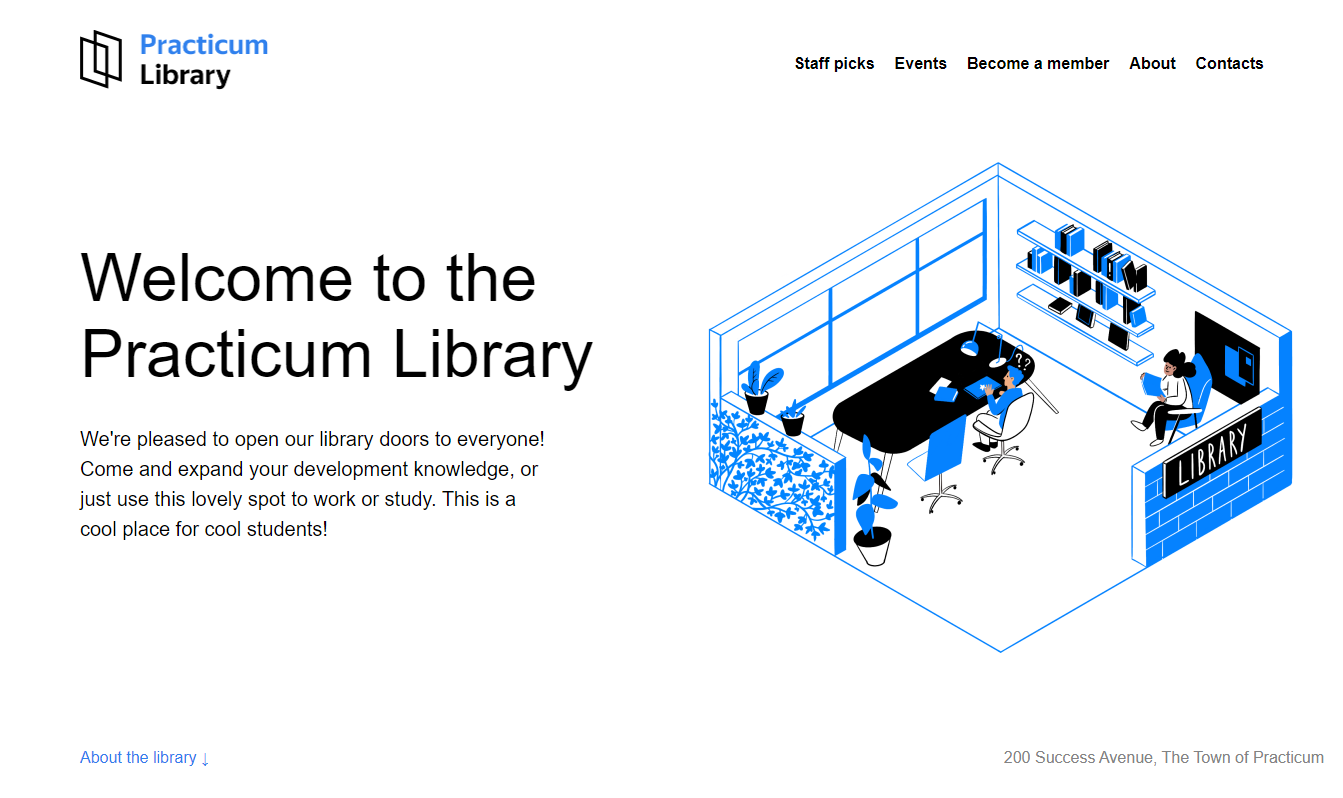 Practicum
Library
Staff picks Events Become a member About Contacts
Welcome to the
Practicum Library
We're pleased to open our library doors to everyone!
Come and expand your development knowledge, or
just use this lovely spot to work or study. This is a
cool place for cool students!
??
LIBRARY
About the library ↓
200 Success Avenue, The Town of Practicum